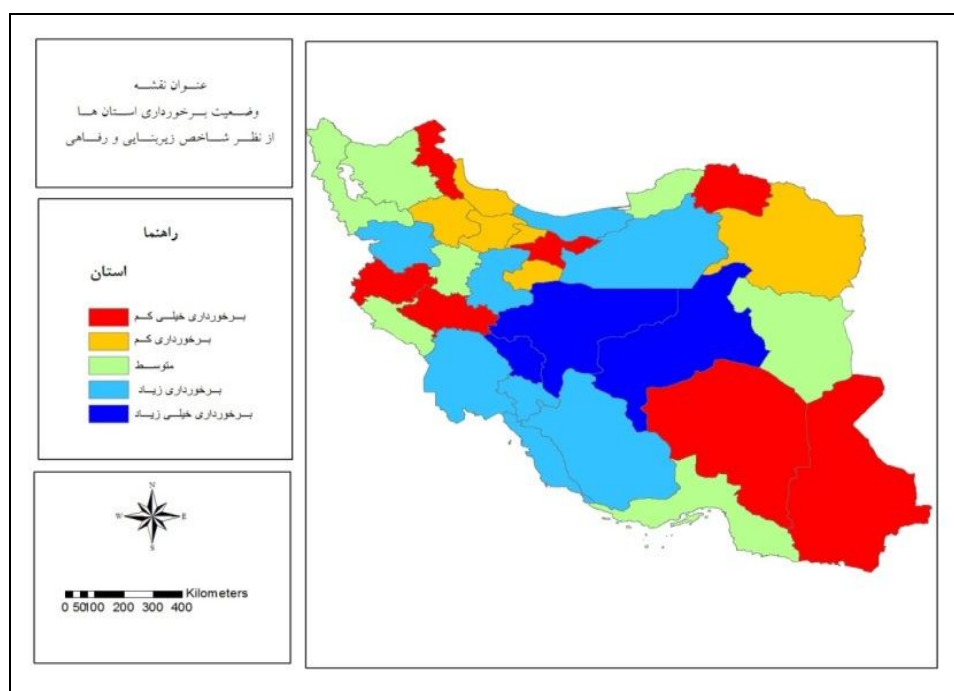 عنوان نقشه
وضعیت برخورداری استان ها
از نظر شاخص زیربنایی و رفاهی
راهنما
استان
برخورداری خیلی کم
برخورداری کم
متوسط
برخورداری زیاد
برخورداری خیلی زیاد
N
W E
S
Kilometers
0 50100 200 300 400